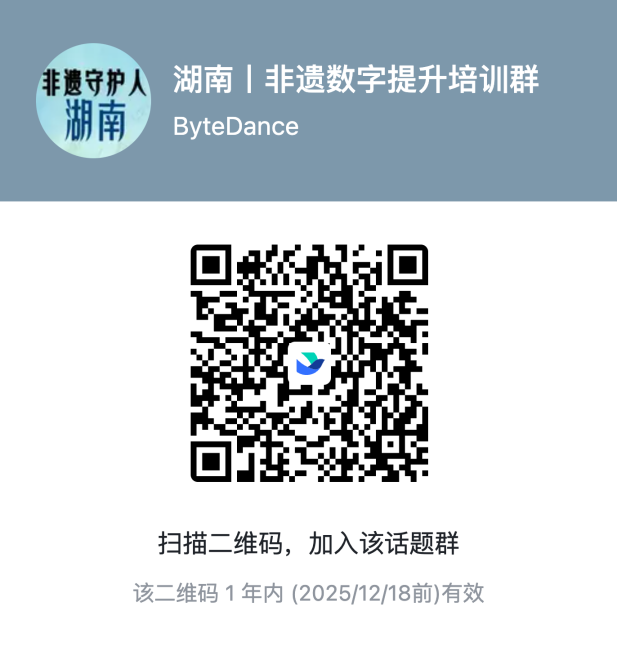 非遗守护人
湖南
湖南丨非遗数字提升培训群
ByteDance
扫描二维码，加入该话题群
该二维码 1 年内 (2025/12/18前)有效